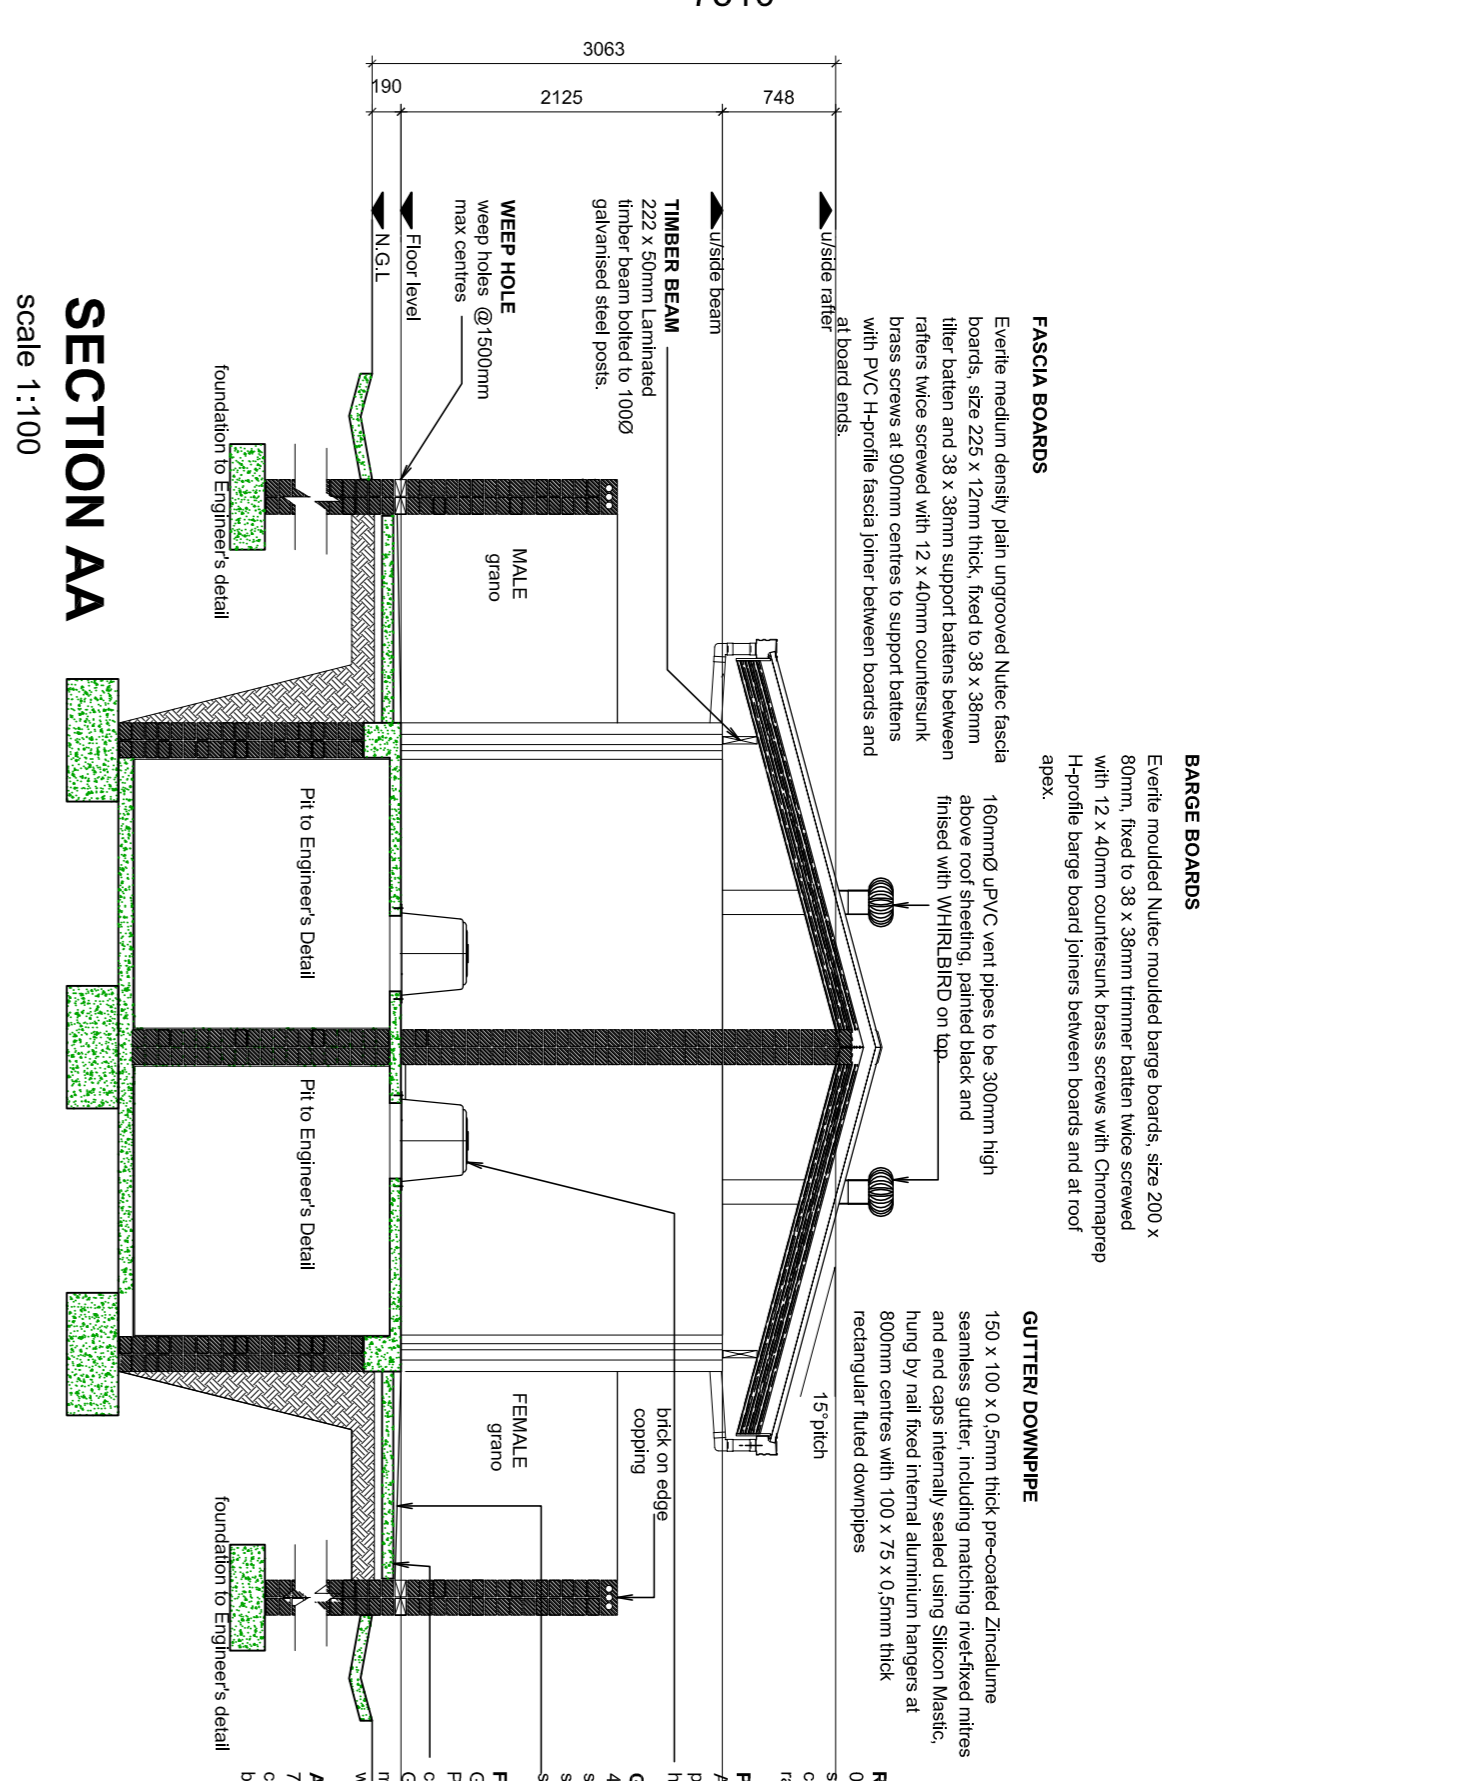 3063
190
2125
748
BARGE BOARDS
Everite moulded Nutec moulded barge boards, size 200 x
80mm, fixed to 38 x 38mm trimmer batten twice screwed
with 12 x 40mm countersunk brass screws with Chromaprep
H-profile barge board joiners between boards and at roof
apex.
FASCIA BOARDS
Everite medium density plain ungrooved Nutec fascia
boards, size 225 x 12mm thick, fixed to 38 x 38mm
tilter batten and 38 x 38mm support battens between
rafters twice screwed with 12 x 40mm countersunk
brass screws at 900mm centres to support battens
with PVC H-profile fascia joiner between boards and
at board ends.
160mmØ uPVC vent pipes to be 300mm high
above roof sheeting, painted black and
finised with WHIRLBIRD on top.
GUTTER/ DOWNPIPE
150 x 100 x 0,5mm thick pre-coated Zincalume
seamless gutter, including matching rivet-fixed mitres
and end caps internally sealed using Silicon Mastic,
hung by nail fixed internal aluminium hangers at
800mm centres with 100 x 75 x 0,5mm thick
rectangular fluted downpipes
u/side rafter
15°pitch
u/side beam
TIMBER BEAM
222 x 50mm Laminated
timber beam bolted to 100Ø
galvanised steel posts.
brick on edge
copping
WEEP HOLE
weep holes @1500mm
max centres
MALE
grano
FEMALE
grano
Floor level
N.G.L
Pit to Engineer's Detail
Pit to Engineer's Detail
foundation to Engineer's detail
foundation to Engineer's detail
SECTION AA
scale 1:100